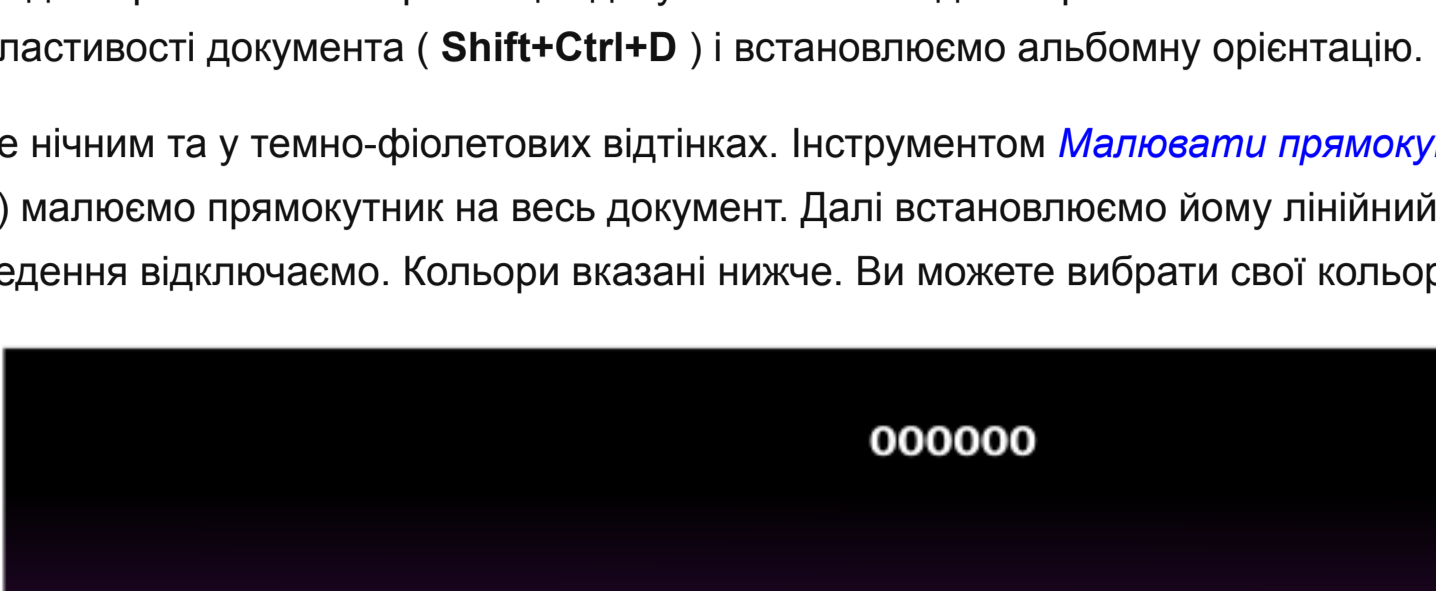 ластивості документа ( Shift+Ctrl+D ) і встановлюємо альбомну орієнтацію.
е нічним та у темно-фіолетових відтінках. Інструментом Малювати прямоку
) малюємо прямокутник на весь документ. Далі встановлюємо йому лінійний
едення відключаємо. Кольори вказані нижче. Ви можете вибрати свої кольор
000000